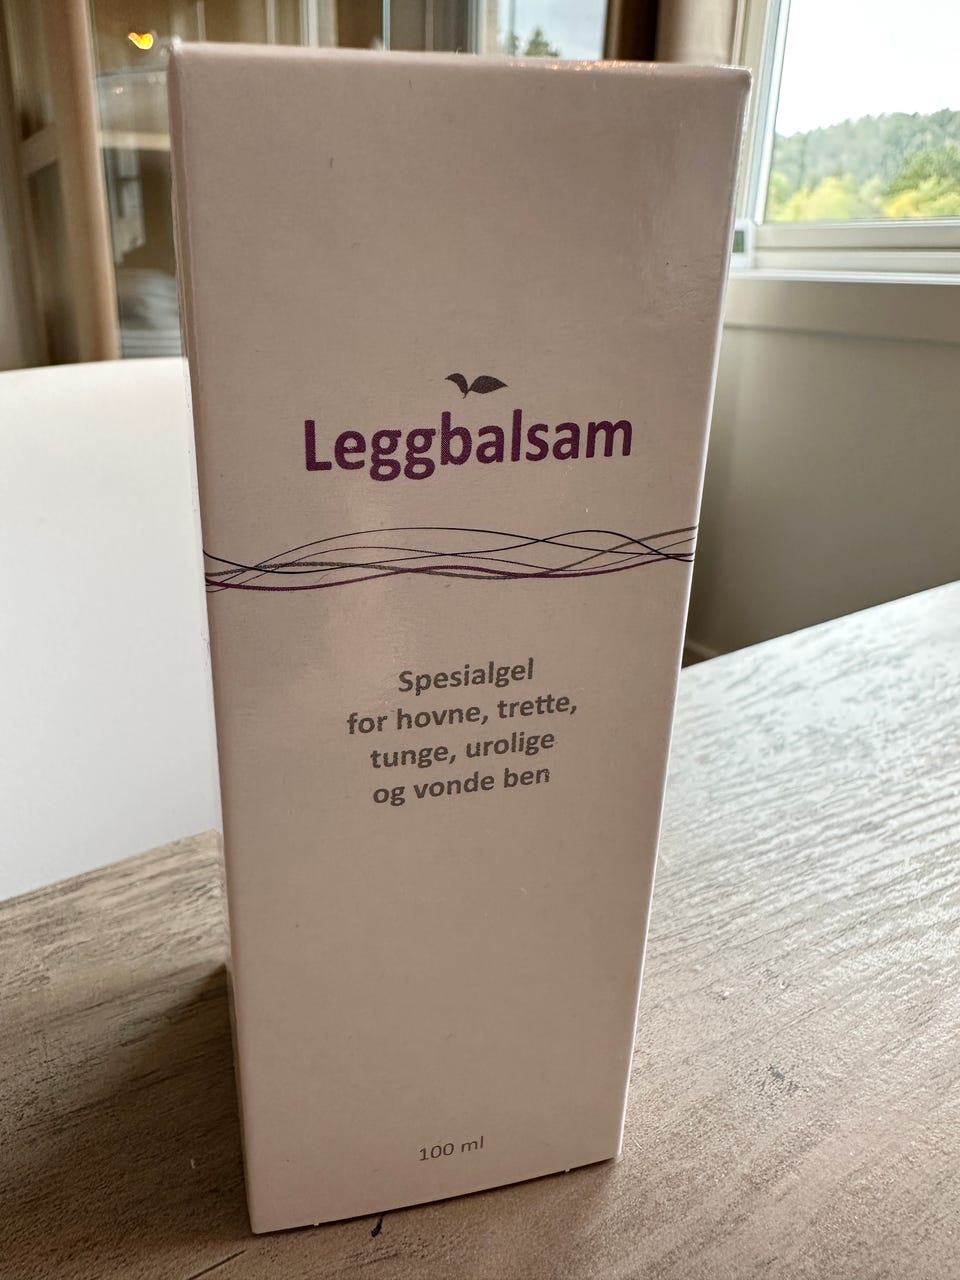 Leggbalsam
Spesialgel
for hovne, trette,
tunge, urolige
og vonde ben
100 ml